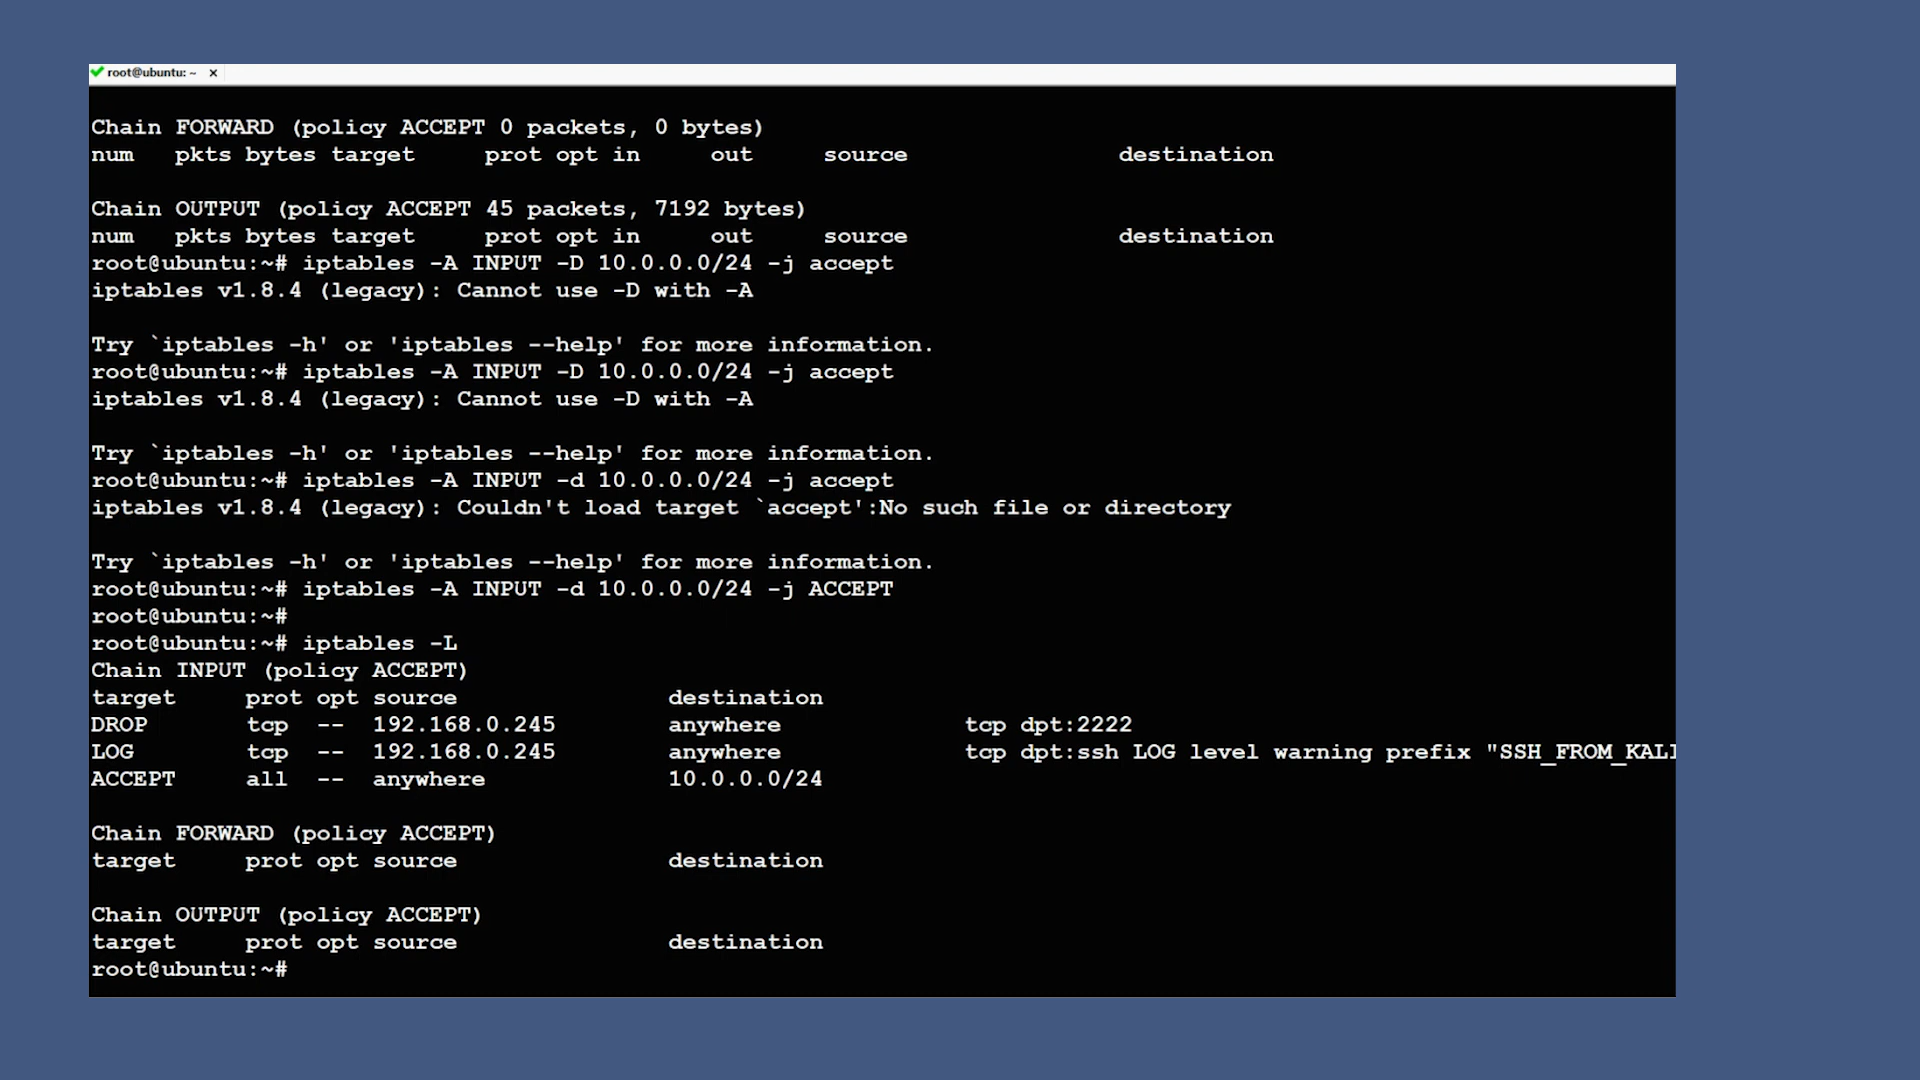 root@ubuntu: ~ ×
Chain FORWARD (policy ACCEPT 0 packets, 0 bytes)
num   pkts bytes target     prot opt in     out     source               destination
Chain OUTPUT (policy ACCEPT 45 packets, 7192 bytes)
num   pkts bytes target     prot opt in     out     source               destination
root@ubuntu:~# iptables -A INPUT -D 10.0.0.0/24 -j accept
iptables v1.8.4 (legacy): Cannot use -D with -A
Try `iptables -h' or 'iptables --help' for more information.
root@ubuntu:~# iptables -A INPUT -D 10.0.0.0/24 -j accept
iptables v1.8.4 (legacy): Cannot use -D with -A
Try `iptables -h' or 'iptables --help' for more information.
root@ubuntu:~# iptables -A INPUT -d 10.0.0.0/24 -j accept
iptables v1.8.4 (legacy): Couldn't load target `accept':No such file or directory
Try `iptables -h' or 'iptables --help' for more information.
root@ubuntu:~# iptables -A INPUT -d 10.0.0.0/24 -j ACCEPT
root@ubuntu:~#
root@ubuntu:~# iptables -L
Chain INPUT (policy ACCEPT)
target     prot opt source               destination
DROP       tcp  --  192.168.0.245        anywhere             tcp dpt:2222
LOG        tcp  --  192.168.0.245        anywhere             tcp dpt:ssh LOG level warning prefix "SSH_FROM_KALI
ACCEPT     all  --  anywhere             10.0.0.0/24
Chain FORWARD (policy ACCEPT)
target     prot opt source               destination
Chain OUTPUT (policy ACCEPT)
target     prot opt source               destination
root@ubuntu:~#